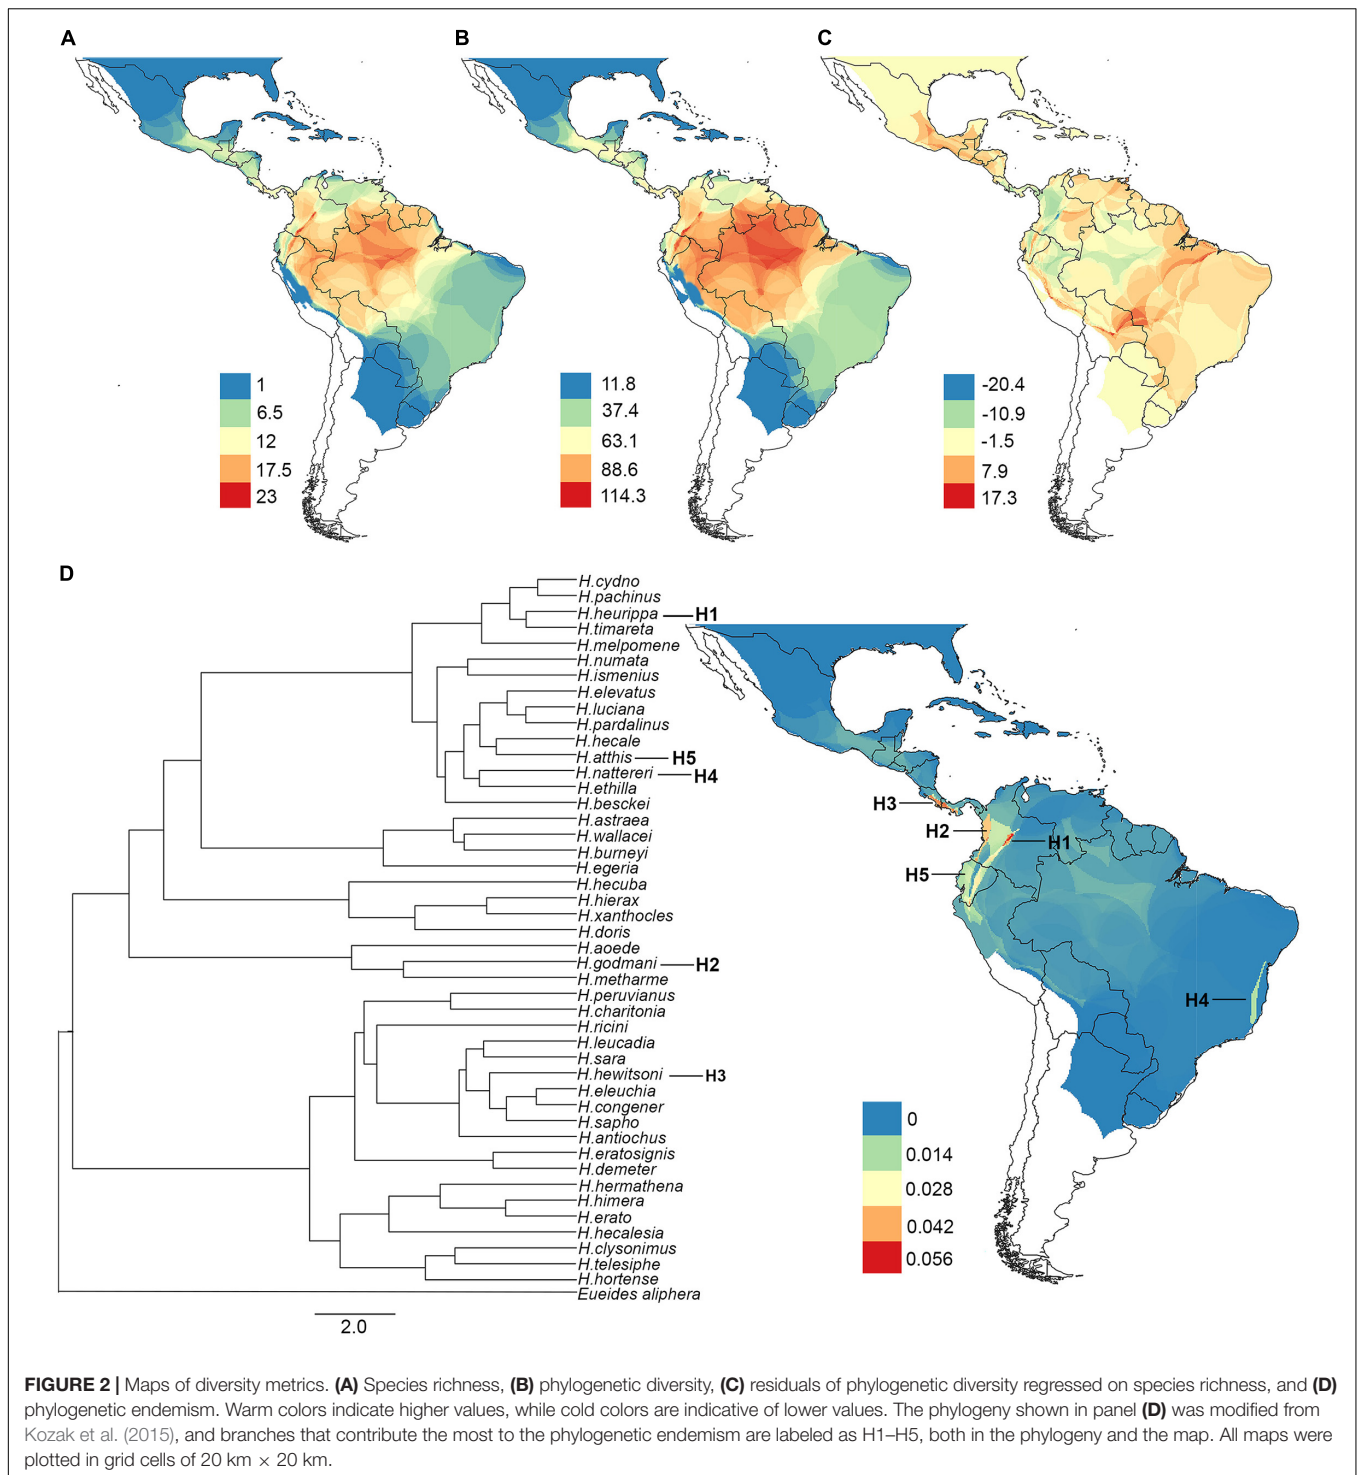 A
B
C
1
6.5
12
17.5
23
11.8
37.4
63.1
88.6
114.3
-20.4
-10.9
-1.5
7.9
17.3
D
H.cydno
H.pachinus
H.heurippa H1
H.timareta
H.melpomene
H.numata
H.ismenius
H.elevatus
H.luciana
H.pardalinus
H.hecale
H.atthis H5
H.nattereri H4
H.ethilla
H.besckei
H.astraea
H.wallacei
H.burneyi
H.egeria
H.hecuba
H.hierax
H.xanthocles
H.doris
H.aoede
H.godmani H2
H.metharme
H.peruvianus
H.charitonia
H.ricini
H.leucadia
H.sara
H.hewitsoni H3
H.eleuchia
H.congener
H.sapho
H.antiochus
H.eratosignis
H.demeter
H.hermathena
H.himera
H.erato
H.hecalesia
H.clysonimus
H.telesiphe
H.hortense
Eueides aliphera
2.0
H3
H2
H1
H5
H4
0
0.014
0.028
0.042
0.056
FIGURE 2 | Maps of diversity metrics. (A) Species richness, (B) phylogenetic diversity, (C) residuals of phylogenetic diversity regressed on species richness, and (D)
phylogenetic endemism. Warm colors indicate higher values, while cold colors are indicative of lower values. The phylogeny shown in panel (D) was modified from
Kozak et al. (2015), and branches that contribute the most to the phylogenetic endemism are labeled as H1–H5, both in the phylogeny and the map. All maps were
plotted in grid cells of 20 km × 20 km.